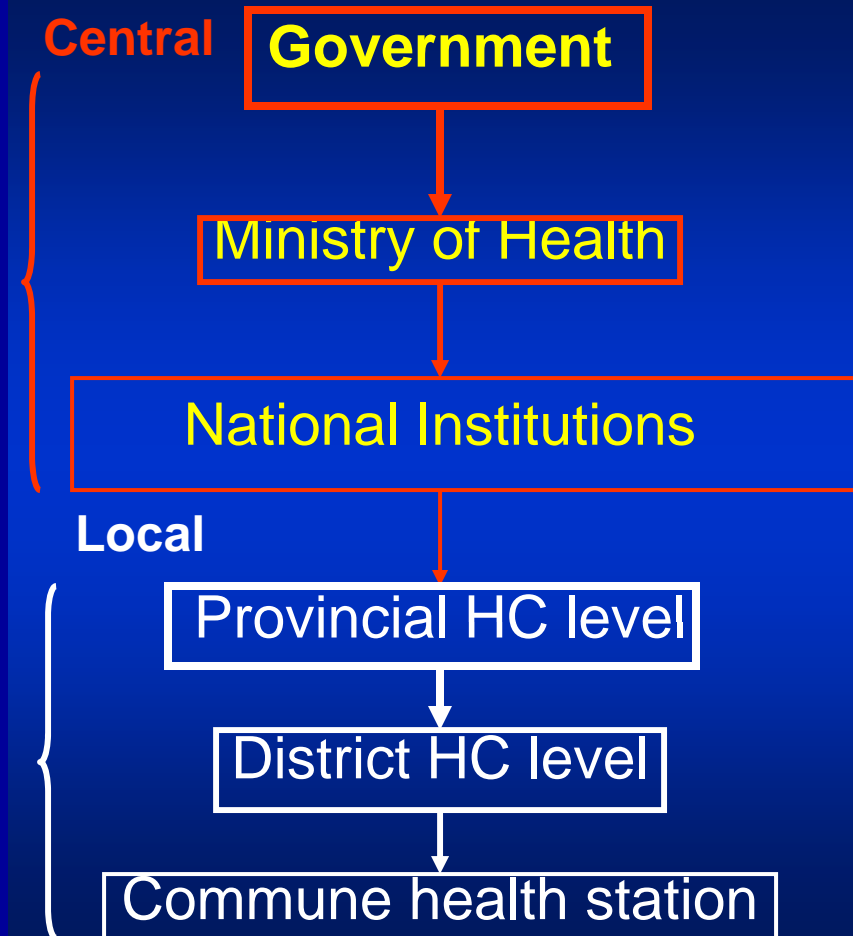 Central
Government
Ministry of Health
National Institutions
Local
Provincial HC level
District HC level
Commune health station